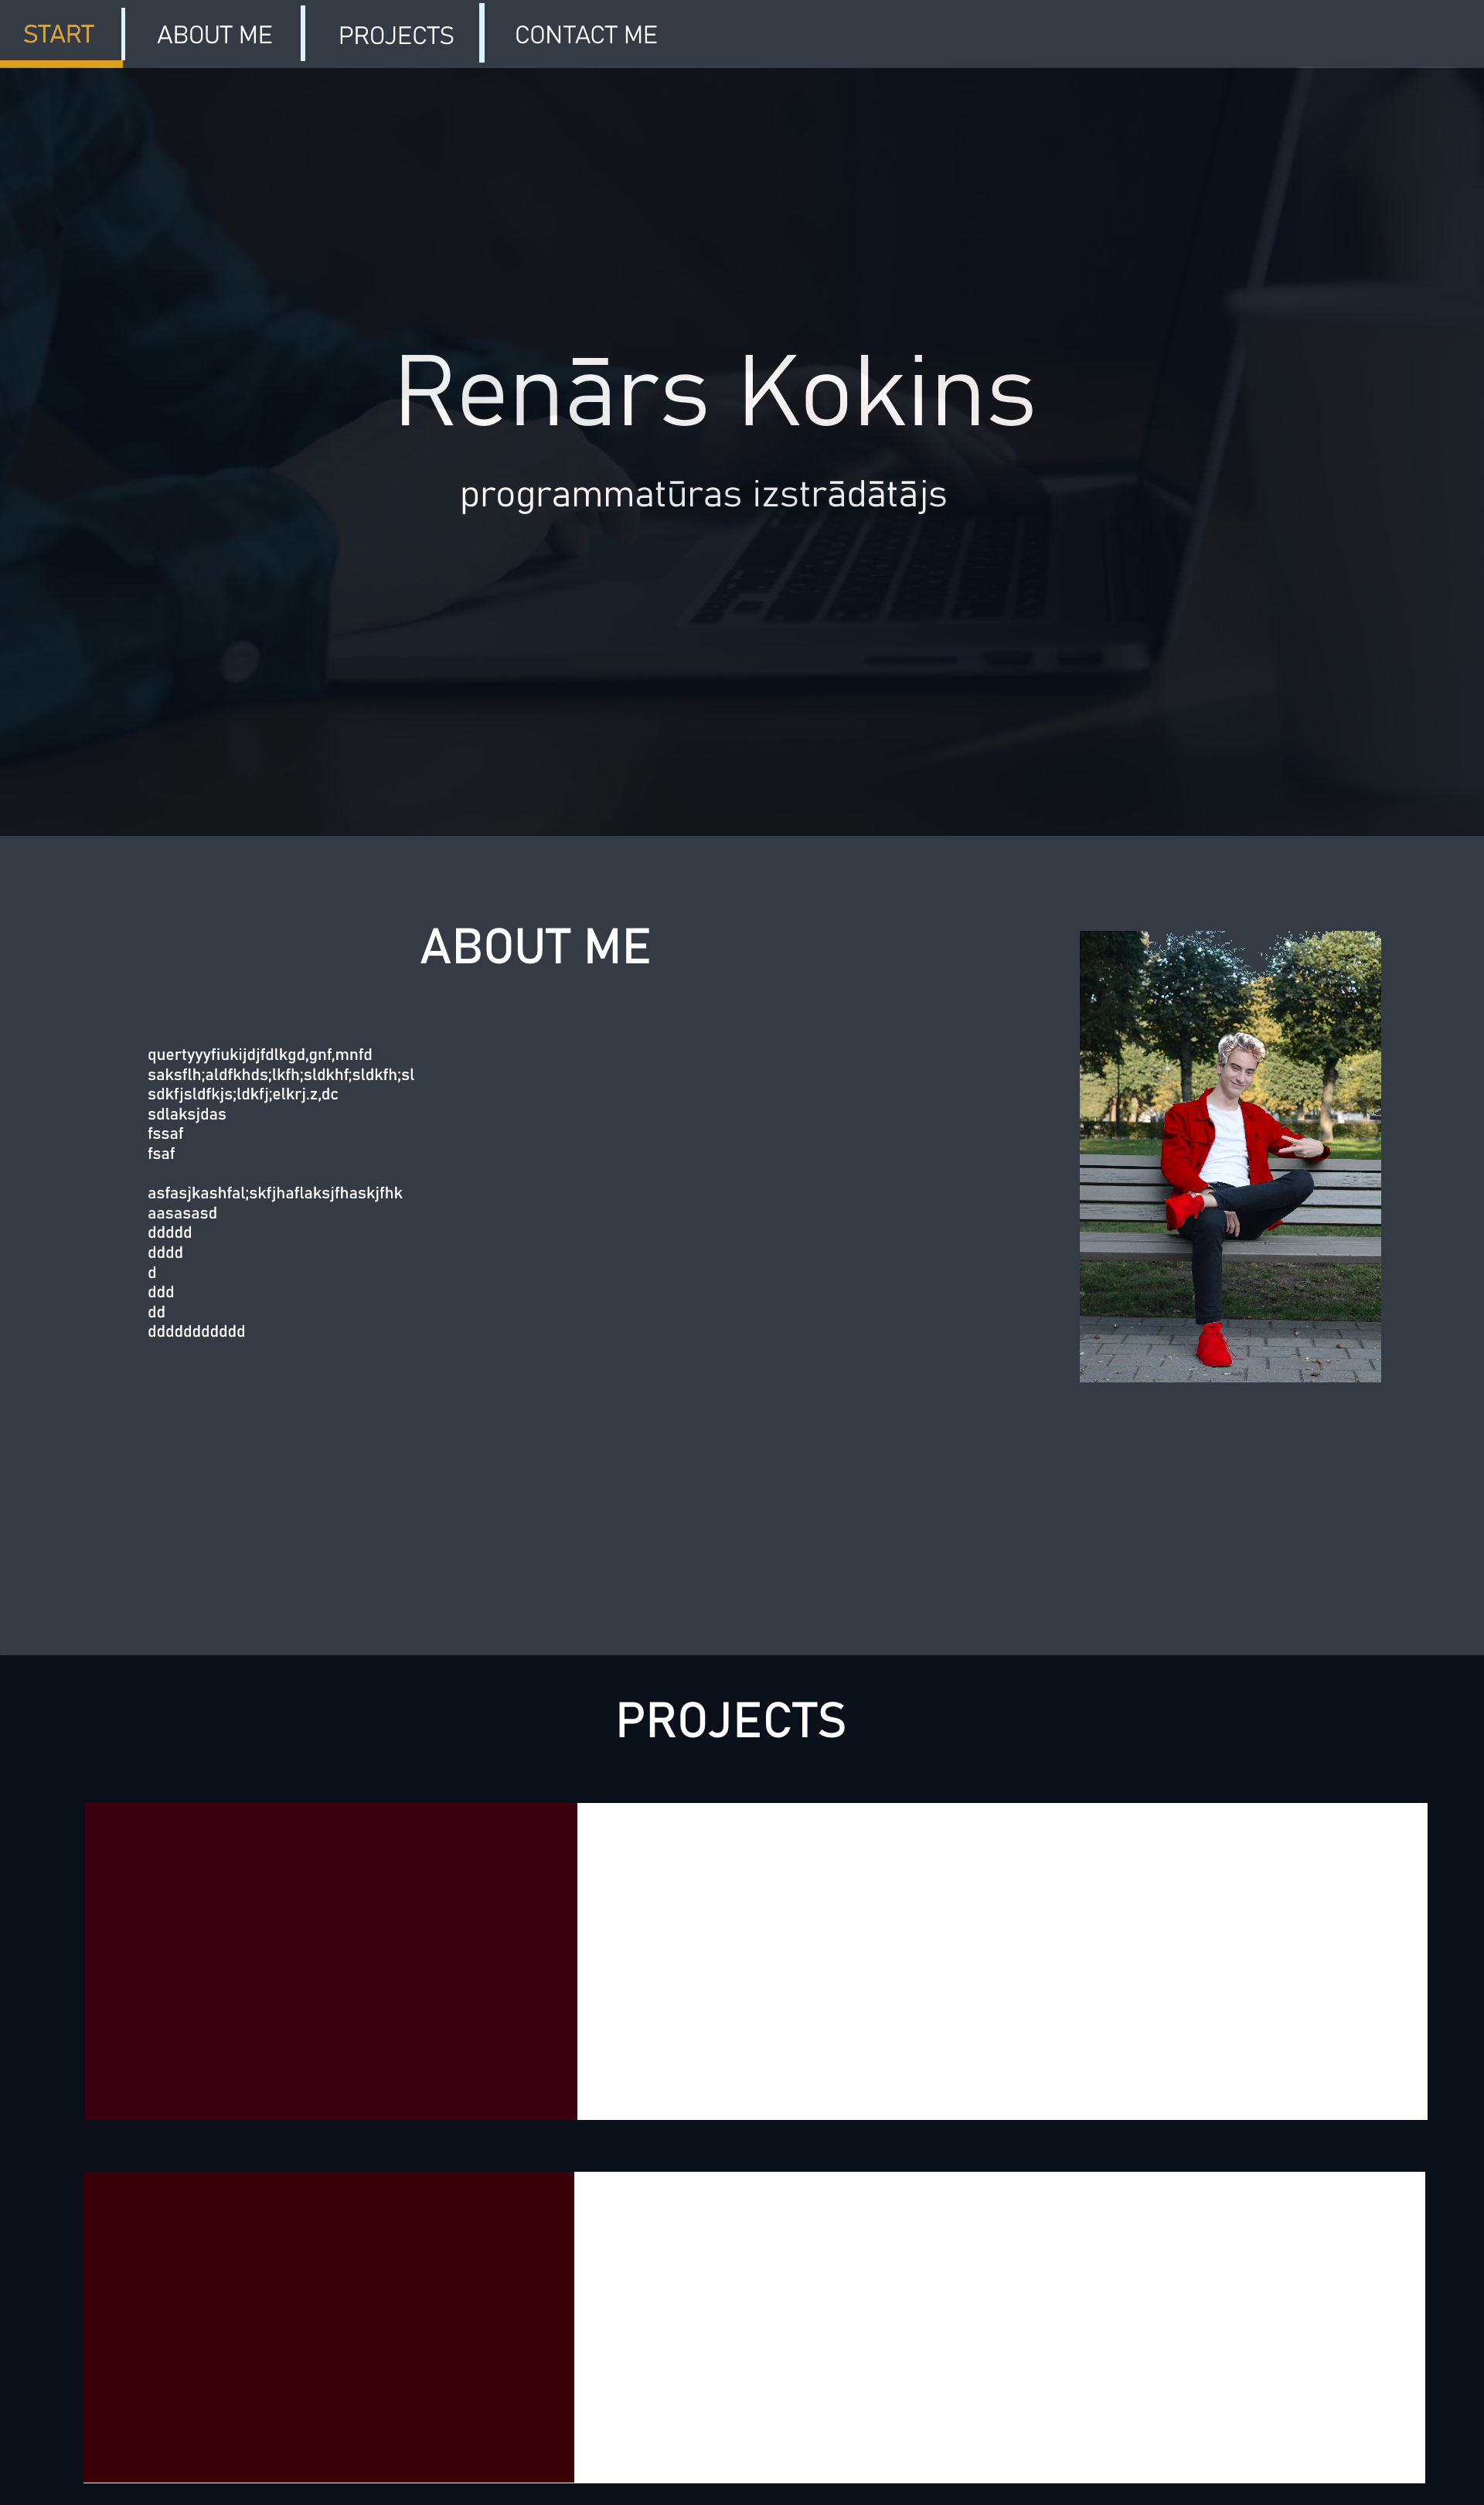 START ABOUT ME PROJECTS CONTACT ME
Renārs Kokins
programmatūras izstrādātājs
ABOUT ME
quertyyyfiukijdjfdlkgd,gnf,mnfd
saksflh;aldfkhds;lkfh;sldkhf;sldkfh;sl
sdkfjsldfkjs;ldkfj;elkrj.z,dc
sdlaksjdas
fssaf
fsaf
asfasjkashfal;skfjhaflaksjfhaskjfhk
aasasasd
ddddd
dddd
d
ddd
dd
ddddddddddd
PROJECTS